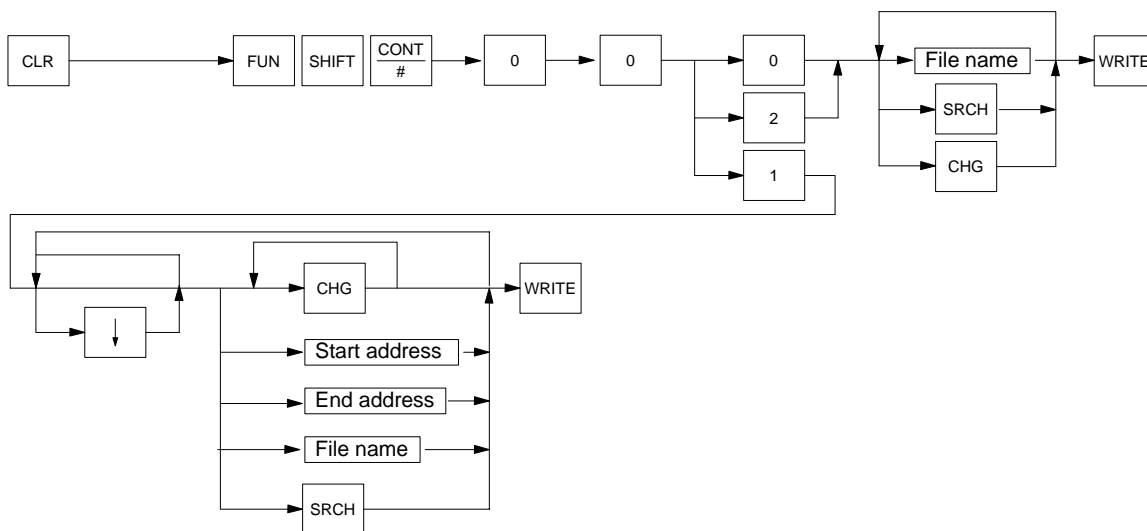 CLR FUN SHIFT CONT/# 0 0 0 File name WRITE
2 SRCH
1 CHG
CHG WRITE
↓
Start address
End address
File name
SRCH